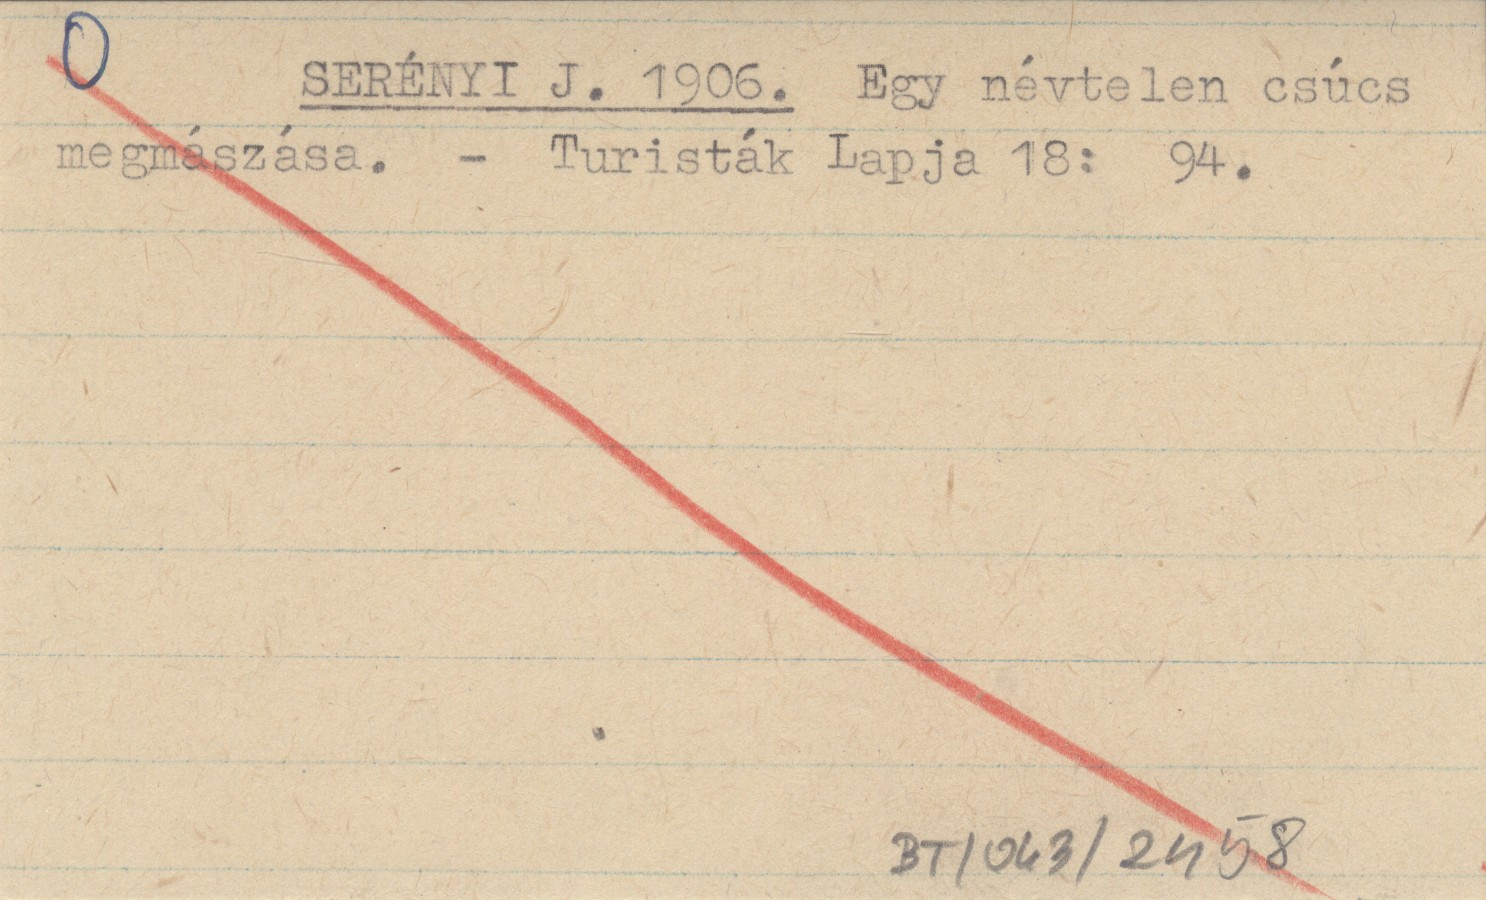 0
SERÉNYI J. 1906. Egy névtelen csúcs
megmászása. - Turisták Lapja 18: 94.
BT/043/2458